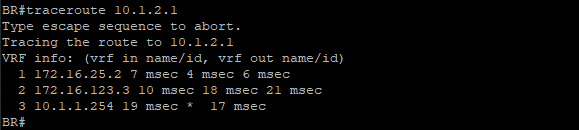 BR#traceroute 10.1.2.1
Type escape sequence to abort.
Tracing the route to 10.1.2.1
VRF info: (vrf in name/id, vrf out name/id)
  1 172.16.25.2 7 msec 4 msec 6 msec
  2 172.16.123.3 10 msec 18 msec 21 msec
  3 10.1.1.254 19 msec *  17 msec
BR#